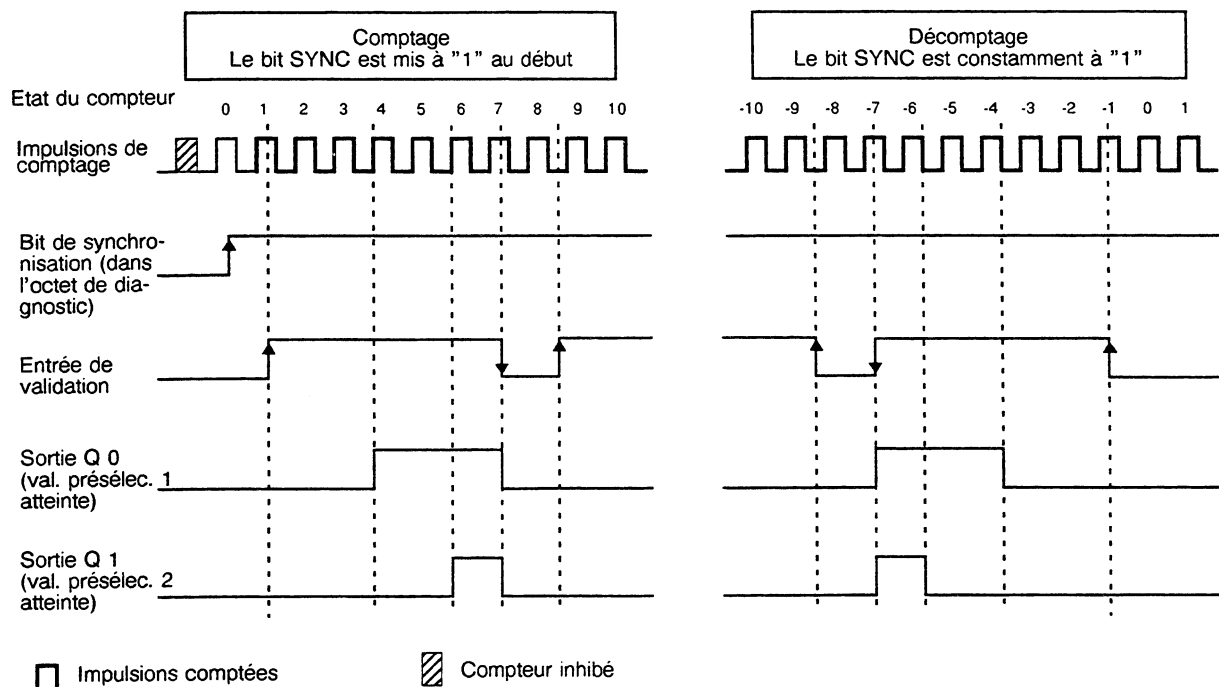 Comptage
Le bit SYNC est mis à "1" au début
Décomptage
Le bit SYNC est constamment à "1"
Etat du compteur
0 1 2 3 4 5 6 7 8 9 10
-10 -9 -8 -7 -6 -5 -4 -3 -2 -1 0 1
Impulsions de
comptage
Bit de synchro-
nisation (dans
l'octet de dia-
gnostic)
Entrée de
validation
Sortie Q 0
(val. présélec. 1
atteinte)
Sortie Q 1
(val. présélec. 2
atteinte)
Impulsions comptées
Compteur inhibé